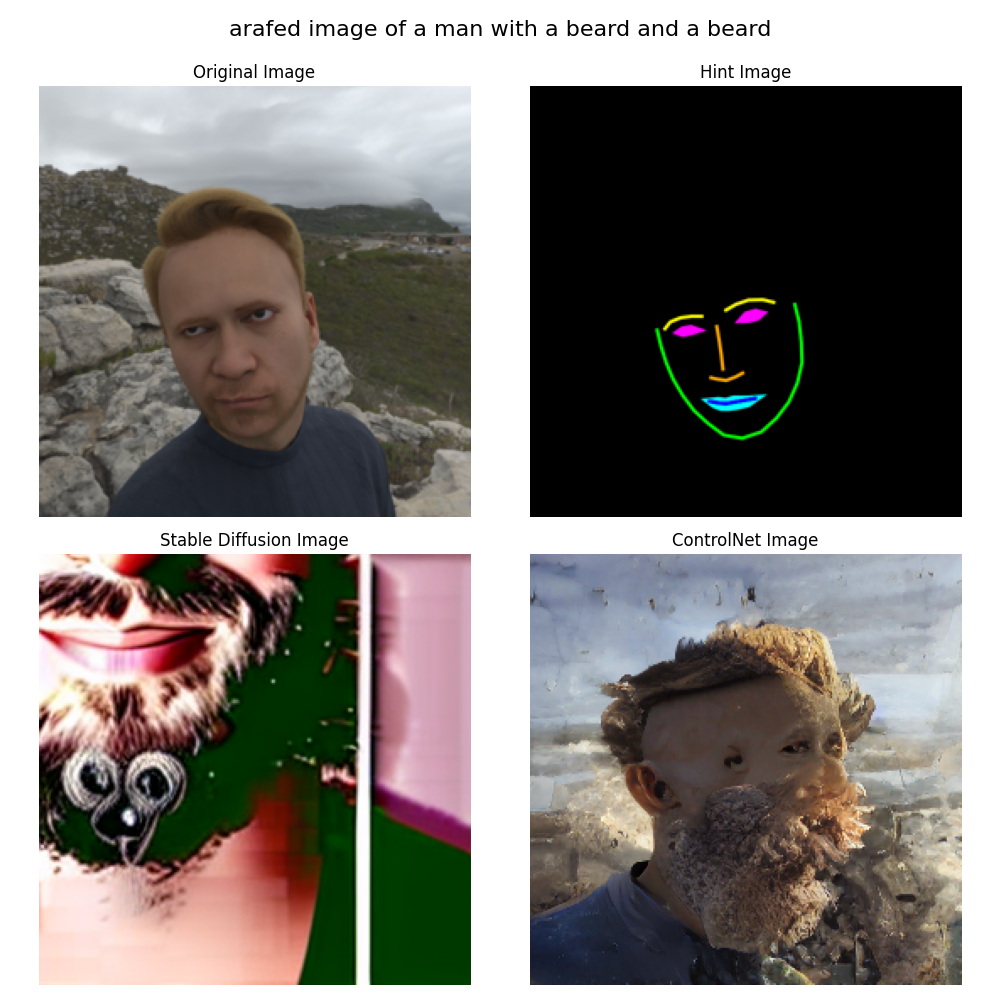 arafed image of a man with a beard and a beard
Original Image
Hint Image
Stable Diffusion Image
ControlNet Image